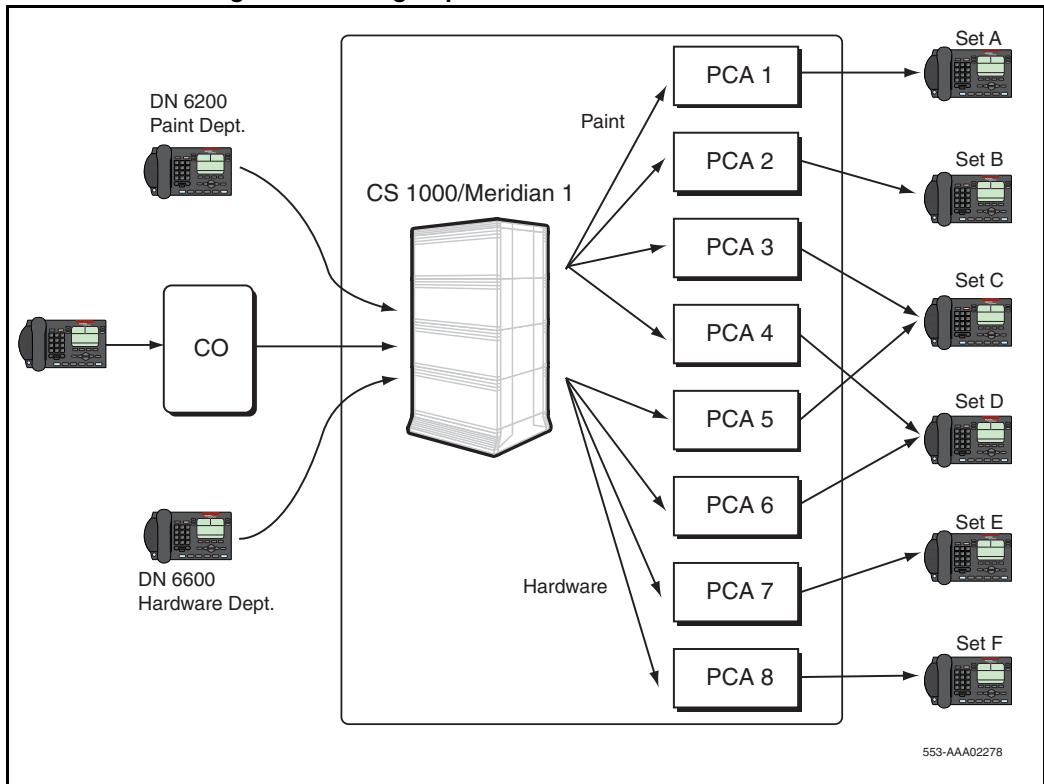 DN 6200
Paint Dept.
CO
DN 6600
Hardware Dept.
CS 1000/Meridian 1
Paint
Hardware
PCA 1
PCA 2
PCA 3
PCA 4
PCA 5
PCA 6
PCA 7
PCA 8
Set A
Set B
Set C
Set D
Set E
Set F
553-AAA02278